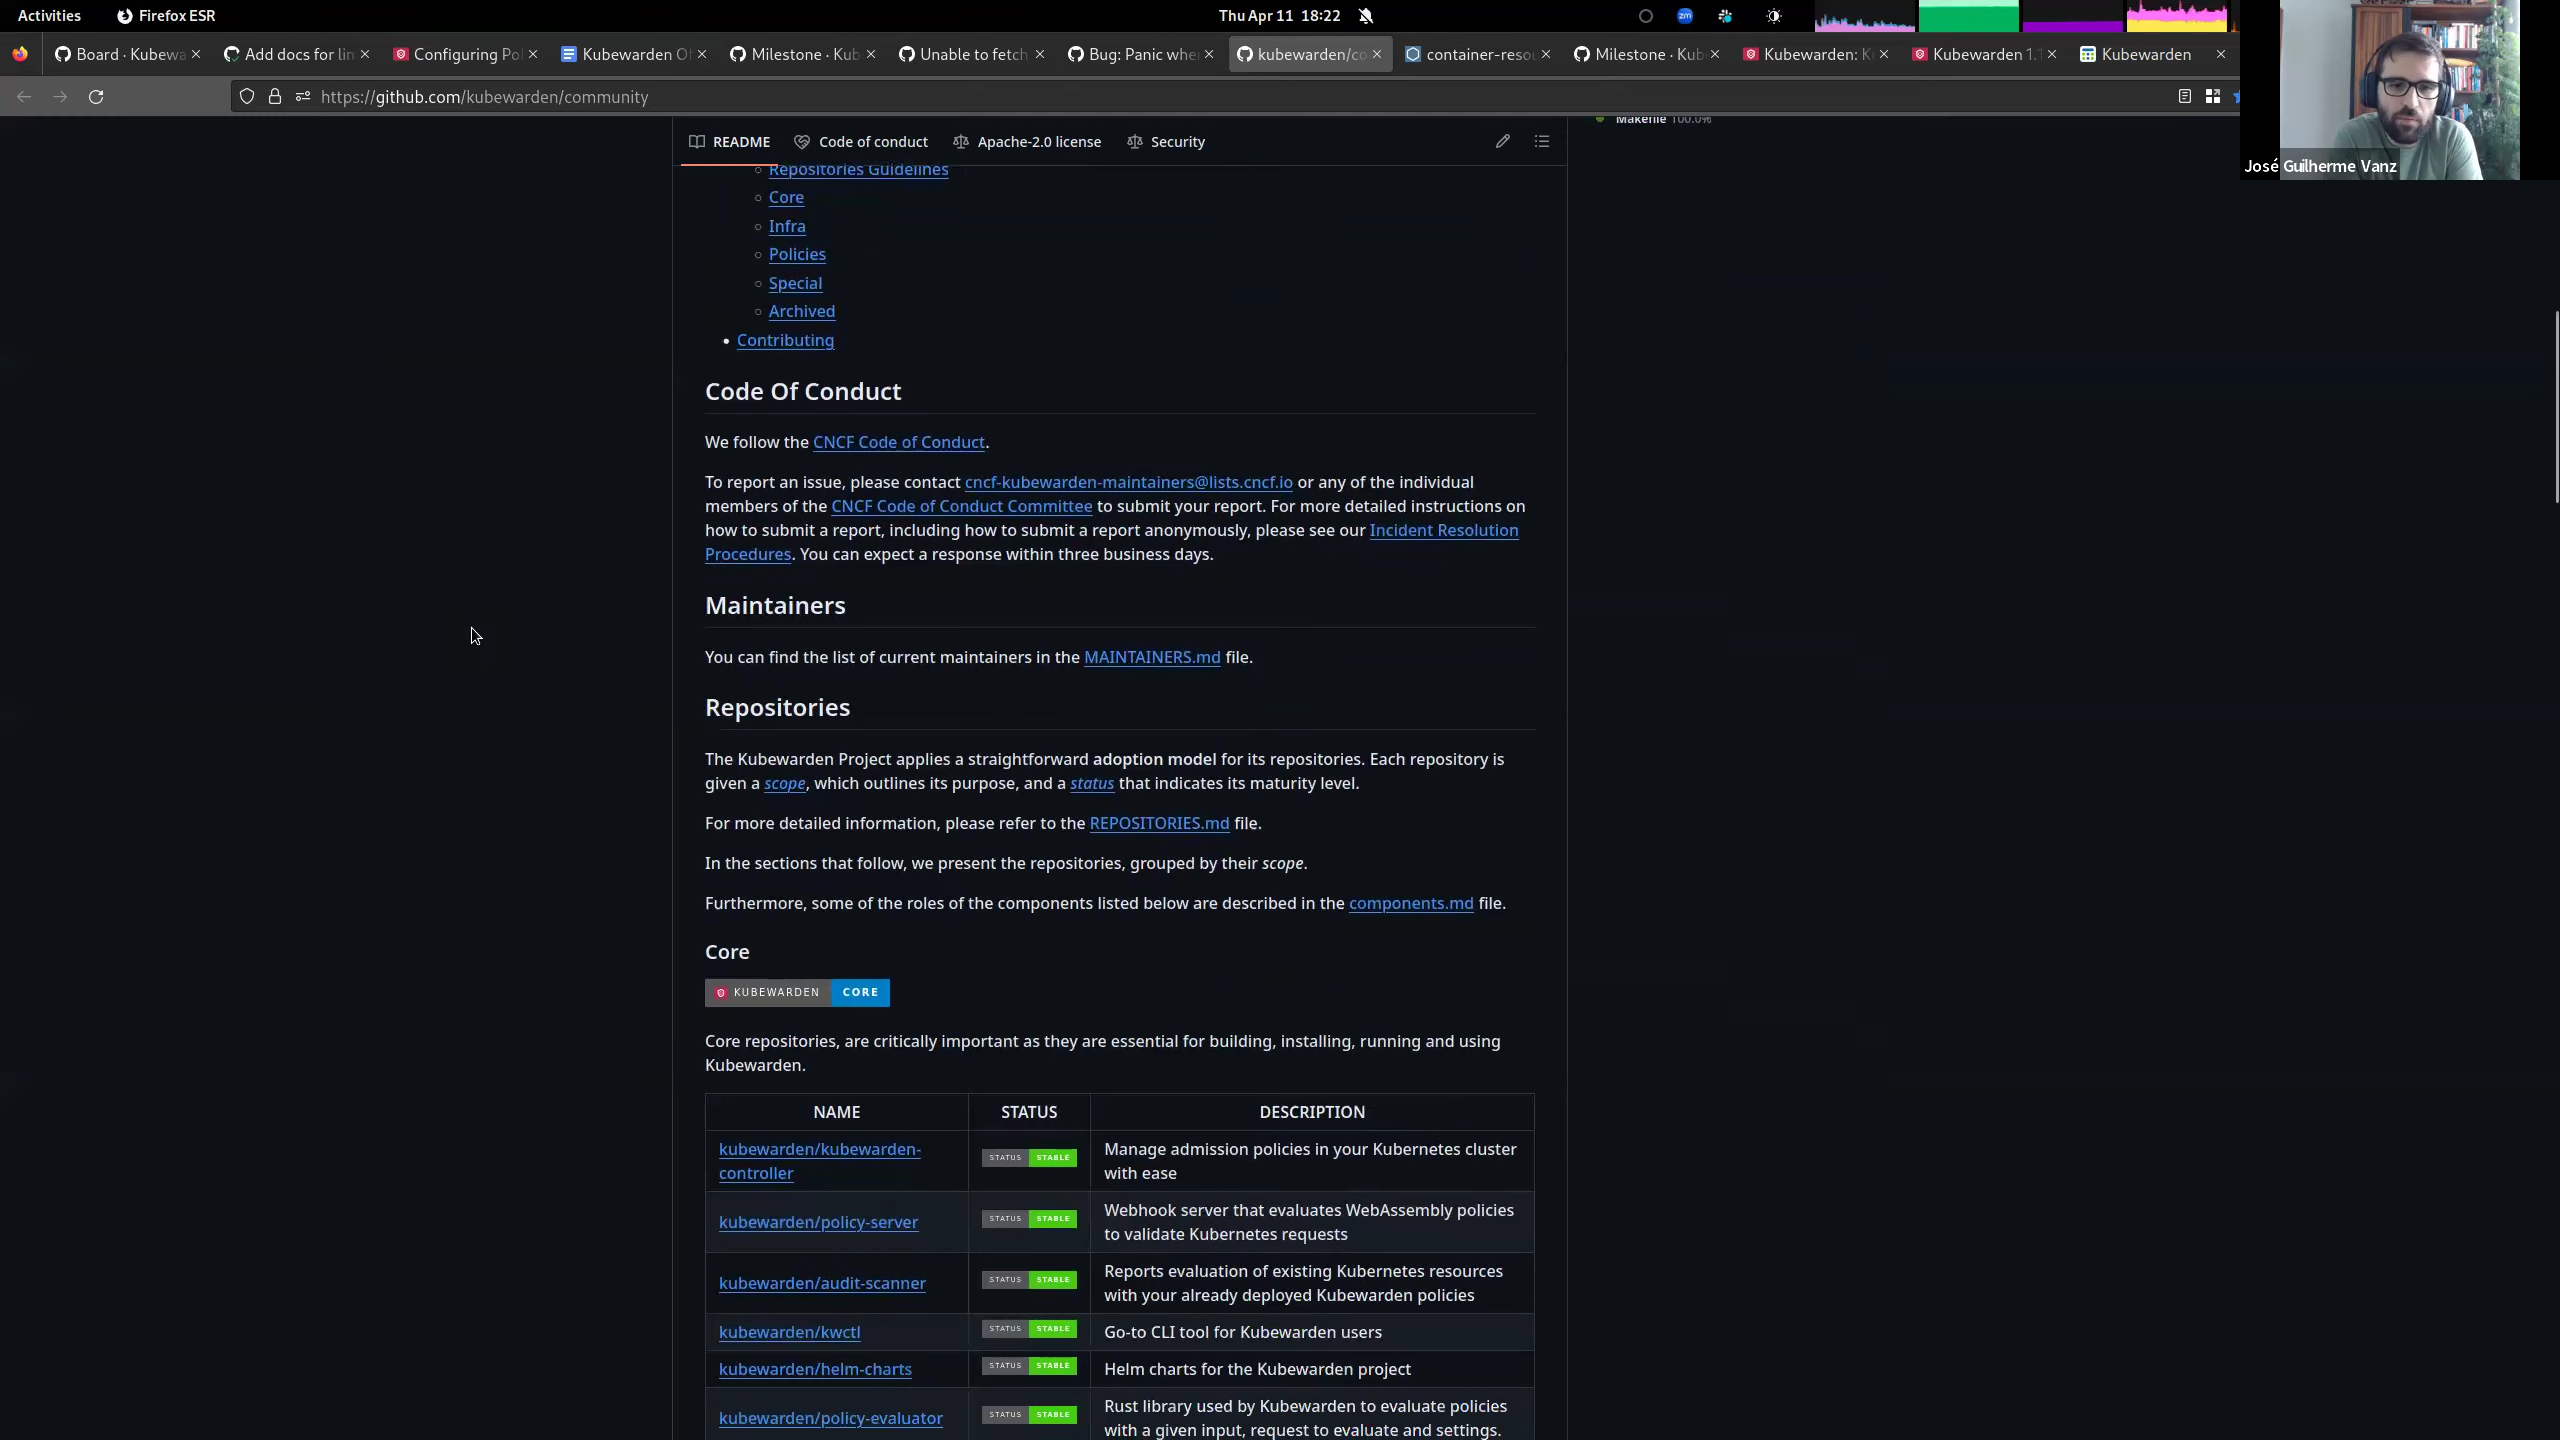 Activities
Firefox ESR
Thu Apr 11 18:22
zm
Board · Kubewa
Add docs for lim
Configuring Pol
Kubewarden Of
Milestone · Kub
Unable to fetch
Bug: Panic whe
kubewarden/co
container-resou
Milestone · Kub
Kubewarden: K
Kubewarden 1.1
Kubewarden
https://github.com/kubewarden/community
José Guilherme Vanz
Makefile 100.0%
README
Code of conduct
Apache-2.0 license
Security
Repositories Guidelines
Core
Infra
Policies
Special
Archived
Contributing
Code Of Conduct
We follow the CNCF Code of Conduct.
To report an issue, please contact cncf-kubewarden-maintainers@lists.cncf.io or any of the individual
members of the CNCF Code of Conduct Committee to submit your report. For more detailed instructions on
how to submit a report, including how to submit a report anonymously, please see our Incident Resolution
Procedures. You can expect a response within three business days.
Maintainers
You can find the list of current maintainers in the MAINTAINERS.md file.
Repositories
The Kubewarden Project applies a straightforward adoption model for its repositories. Each repository is
given a scope, which outlines its purpose, and a status that indicates its maturity level.
For more detailed information, please refer to the REPOSITORIES.md file.
In the sections that follow, we present the repositories, grouped by their scope.
Furthermore, some of the roles of the components listed below are described in the components.md file.
Core
KUBEWARDEN CORE
Core repositories, are critically important as they are essential for building, installing, running and using
Kubewarden.
NAME STATUS DESCRIPTION
kubewarden/kubewarden-
controller
STATUS STABLE
Manage admission policies in your Kubernetes cluster
with ease
kubewarden/policy-server
STATUS STABLE
Webhook server that evaluates WebAssembly policies
to validate Kubernetes requests
kubewarden/audit-scanner
STATUS STABLE
Reports evaluation of existing Kubernetes resources
with your already deployed Kubewarden policies
kubewarden/kwctl
STATUS STABLE
Go-to CLI tool for Kubewarden users
kubewarden/helm-charts
STATUS STABLE
Helm charts for the Kubewarden project
kubewarden/policy-evaluator
STATUS STABLE
Rust library used by Kubewarden to evaluate policies
with a given input, request to evaluate and settings.